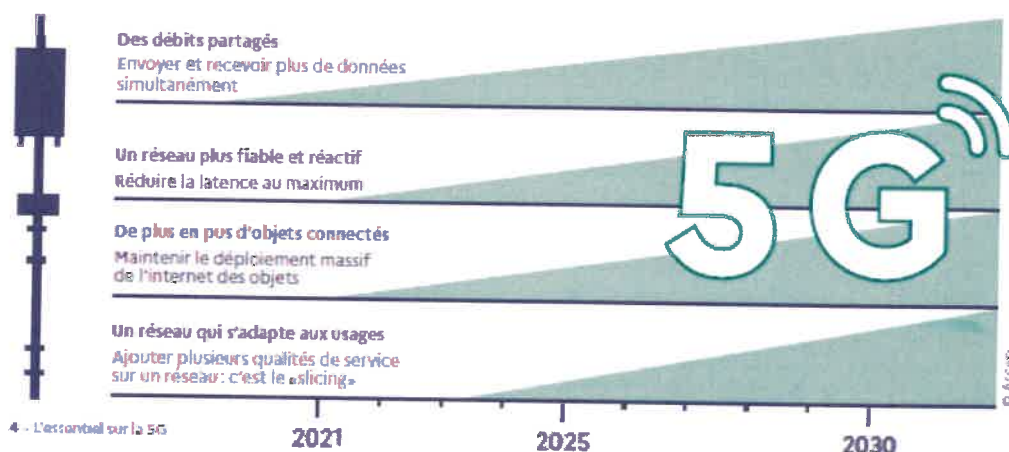 Des débits partagés
Envoyer et recevoir plus de données
simultanément
Un réseau plus fiable et réactif
Réduire la latence au maximum
De plus en pus d'objets connectés
Maintenir le déploiement massif
de l'internet des objets
Un réseau qui s'adapte aux usages
Ajouter plusieurs qualités de service
sur un réseau : c'est le «slicing»
5G
2021
2025
2030
4 - L'essentiel sur la 5G